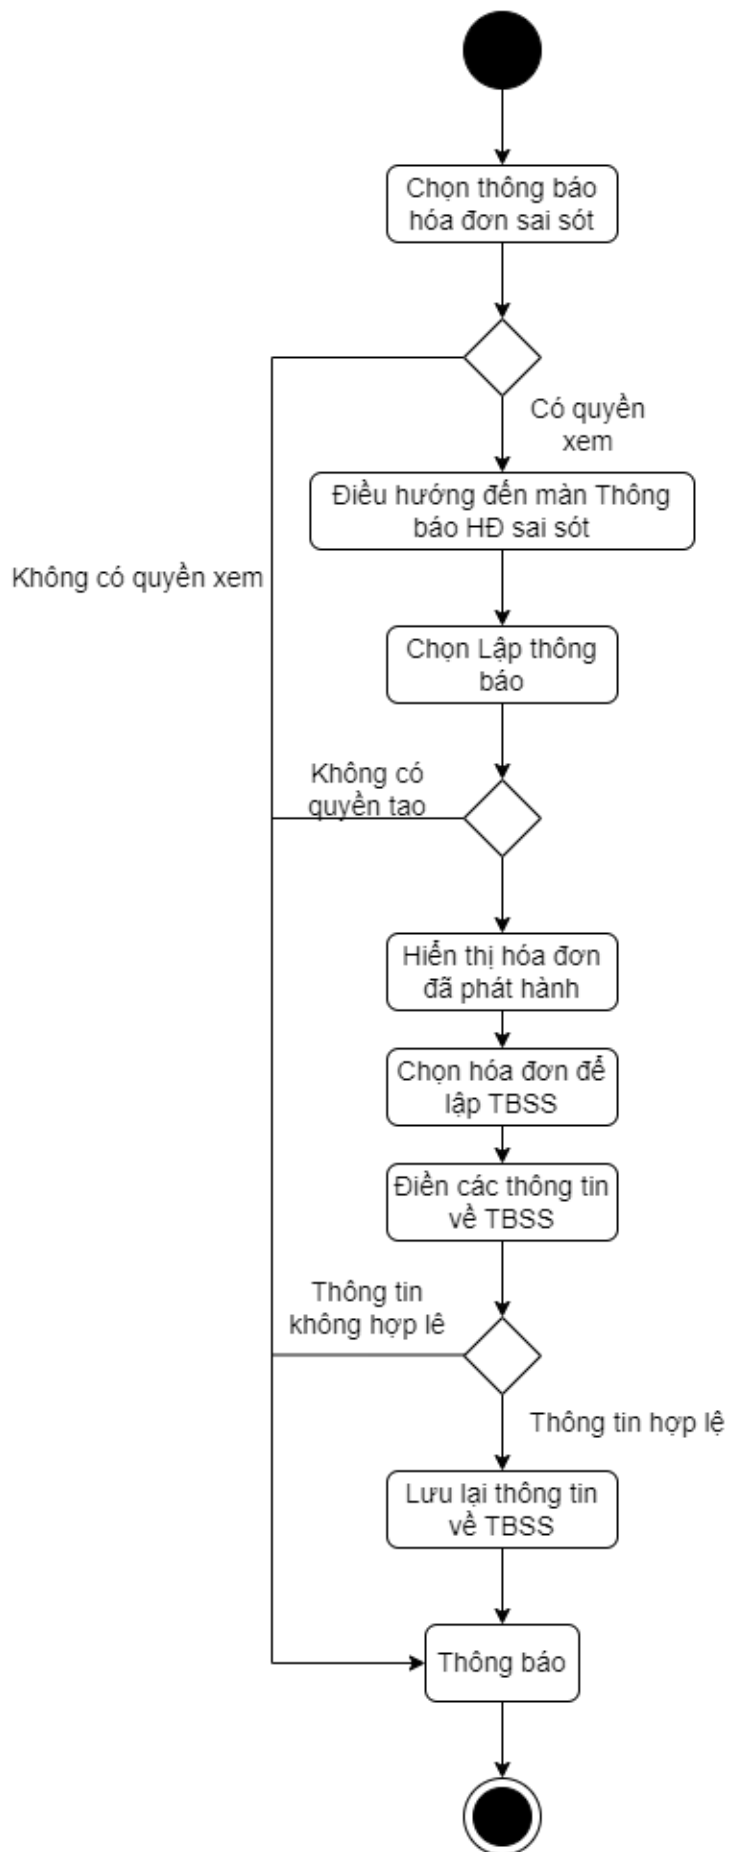 Chọn thông báo
hóa đơn sai sót
Có quyền
xem
Điều hướng đến màn Thông
báo HĐ sai sót
Không có quyền xem
Chọn Lập thông
báo
Không có
quyền tao
Hiển thị hóa đơn
đã phát hành
Chọn hóa đơn để
lập TBSS
Điền các thông tin
về TBSS
Thông tin
không hợp lê
Thông tin hợp lệ
Lưu lại thông tin
về TBSS
Thông báo